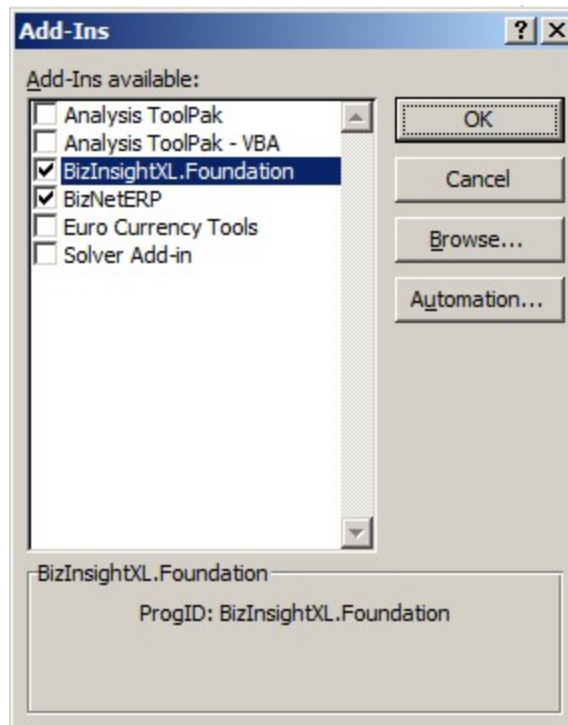 Add-Ins
Add-Ins available:
Analysis ToolPak
Analysis ToolPak - VBA
BizInsightXL.Foundation
BizNetERP
Euro Currency Tools
Solver Add-in
OK
Cancel
Browse...
Automation...
BizInsightXL.Foundation
ProgID: BizInsightXL.Foundation